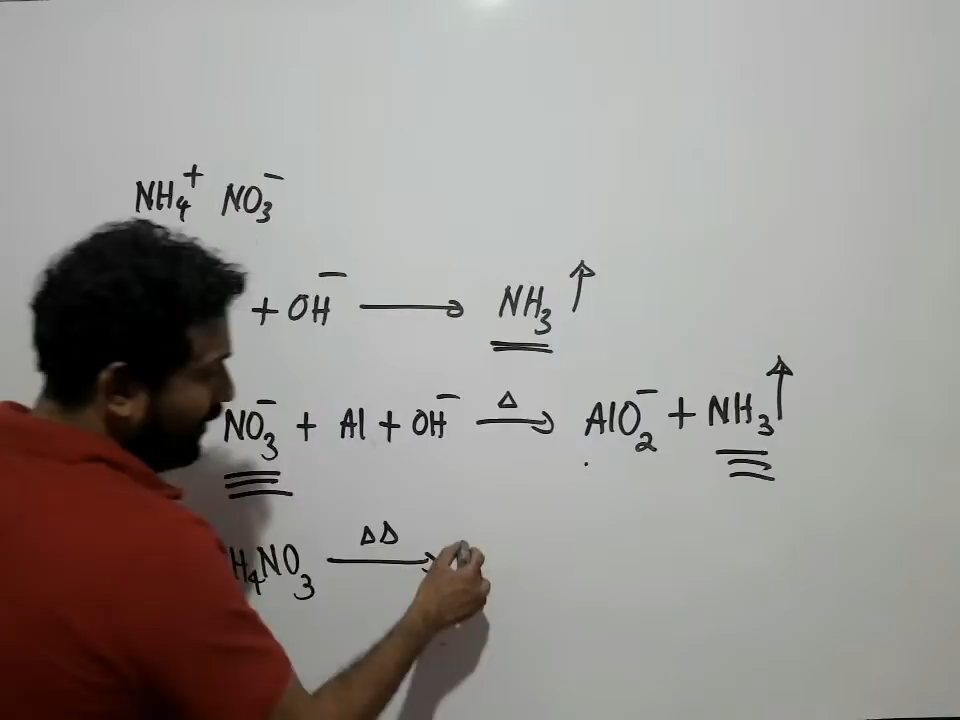 NH₄⁺ NO₃⁻
+ OH⁻ ⟶ NH₃ ↑
NO₃⁻ + Al + OH⁻ —Δ→ AlO₂⁻ + NH₃ ↑
H₄NO₃ —ΔΔ→